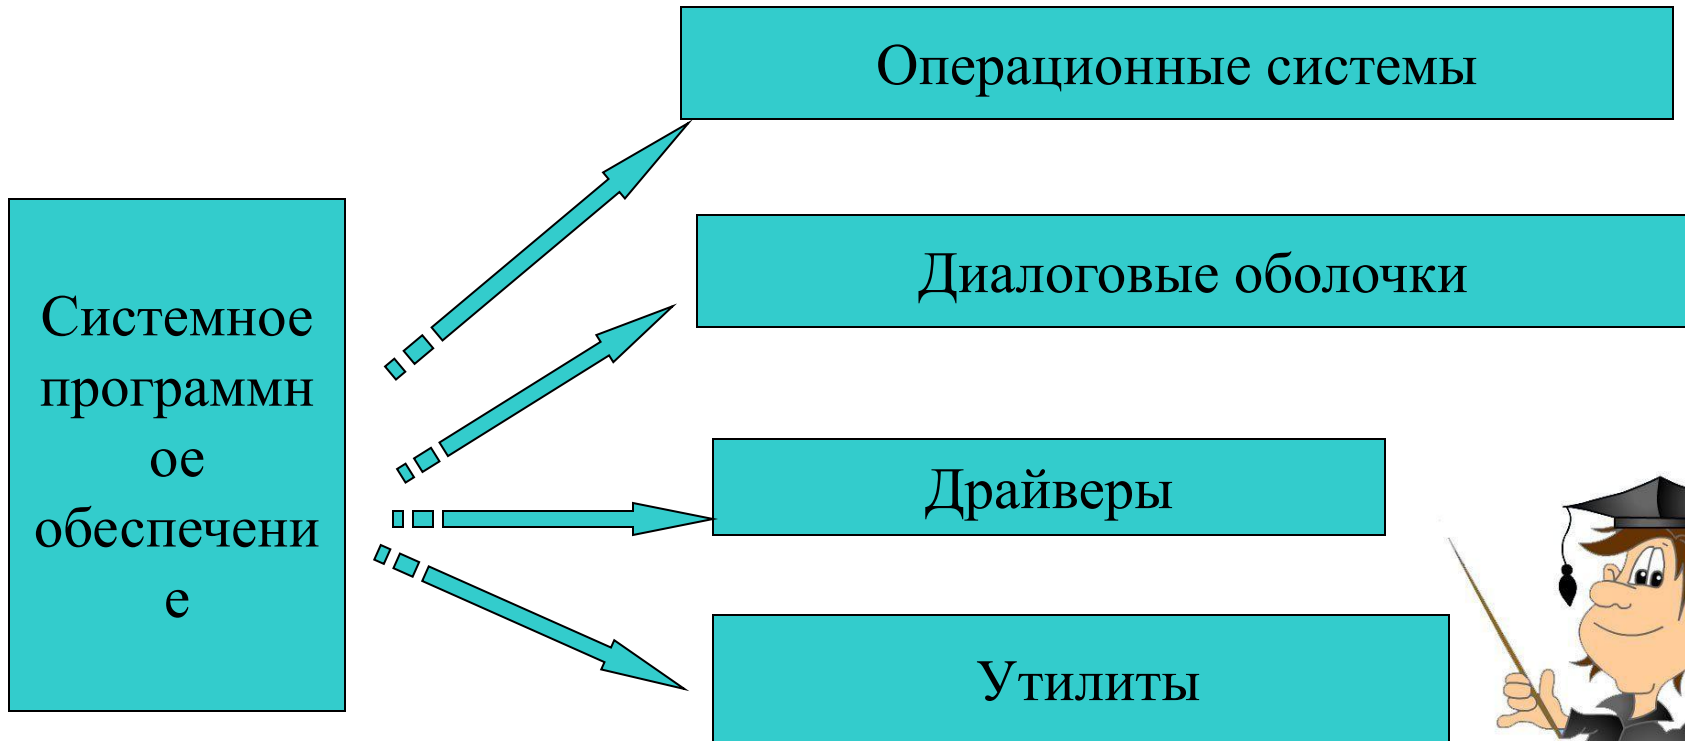 Операционные системы
Диалоговые оболочки
Системное
программн
ое
обеспечени
е
Драйверы
Утилиты